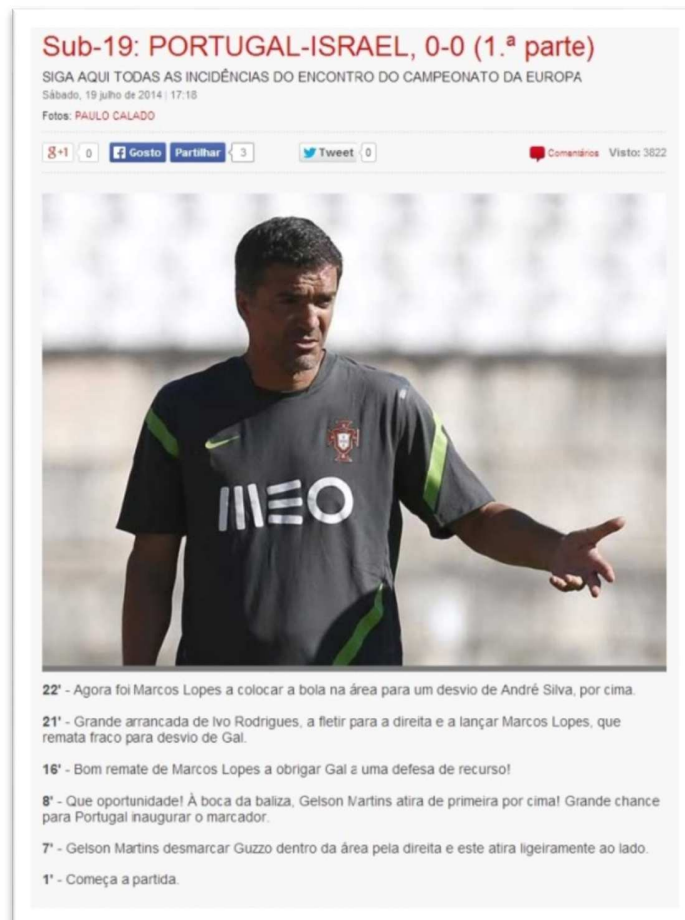 Sub-19: PORTUGAL-ISRAEL, 0-0 (1.ª parte)
SIGA AQUI TODAS AS INCIDÊNCIAS DO ENCONTRO DO CAMPEONATO DA EUROPA
Sábado, 19 julho de 2014 | 17:18
Fotos: PAULO CALADO
g+1 0 Gosto Partilhar 3 Tweet 0 Comentários Visto: 3822
MEO
22' - Agora foi Marcos Lopes a colocar a bola na área para um desvio de André Silva, por cima.
21' - Grande arrancada de Ivo Rodrigues, a fletir para a direita e a lançar Marcos Lopes, que
remata fraco para desvio de Gal.
16' - Bom remate de Marcos Lopes a obrigar Gal a uma defesa de recurso!
8' - Que oportunidade! À boca da baliza, Gelson Martins atira de primeira por cima! Grande chance
para Portugal inaugurar o marcador.
7' - Gelson Martins desmarcar Guzzo dentro da área pela direita e este atira ligeiramente ao lado.
1' - Começa a partida.